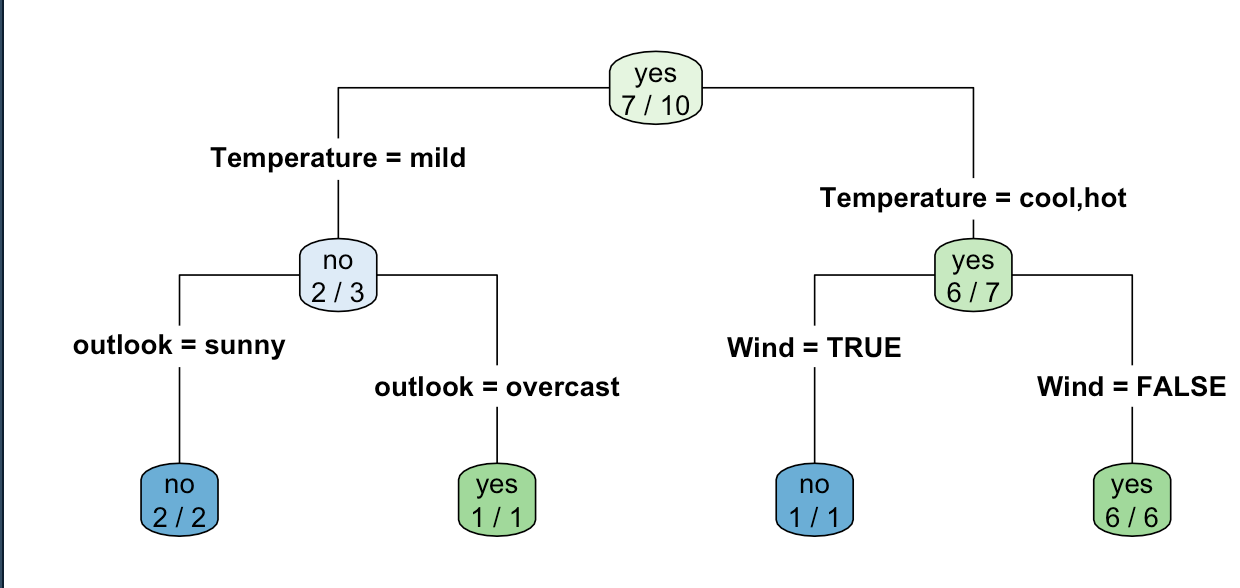 yes
7 / 10
Temperature = mild
Temperature = cool,hot
no
2 / 3
yes
6 / 7
outlook = sunny
outlook = overcast
Wind = TRUE
Wind = FALSE
no
2 / 2
yes
1 / 1
no
1 / 1
yes
6 / 6